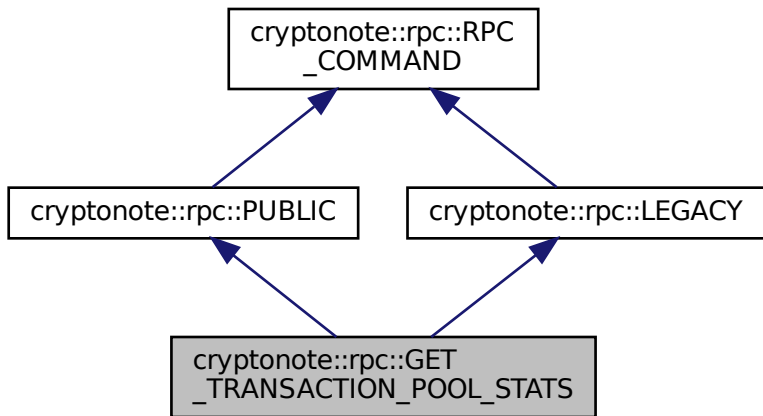 cryptonote::rpc::RPC
_COMMAND
cryptonote::rpc::PUBLIC
cryptonote::rpc::LEGACY
cryptonote::rpc::GET
_TRANSACTION_POOL_STATS